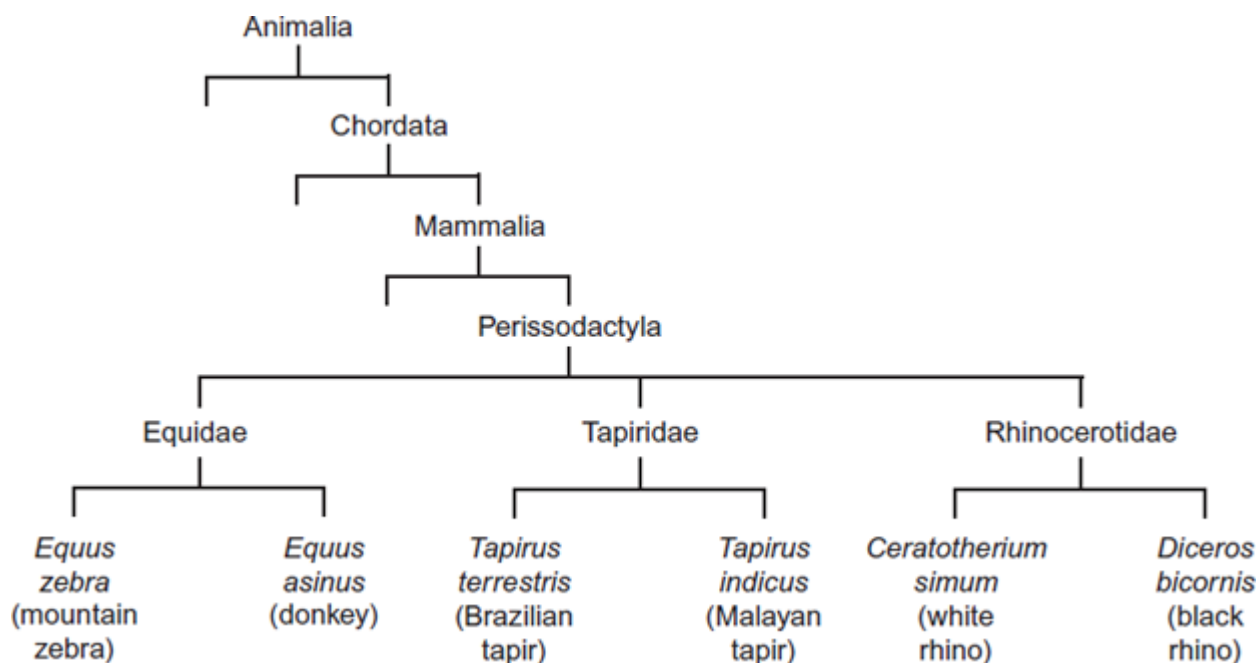 Animalia
Chordata
Mammalia
Perissodactyla
Equidae
Tapiridae
Rhinocerotidae
Equus
zebra
(mountain
zebra)
Equus
asinus
(donkey)
Tapirus
terrestris
(Brazilian
tapir)
Tapirus
indicus
(Malayan
tapir)
Ceratotherium
simum
(white
rhino)
Diceros
bicornis
(black
rhino)